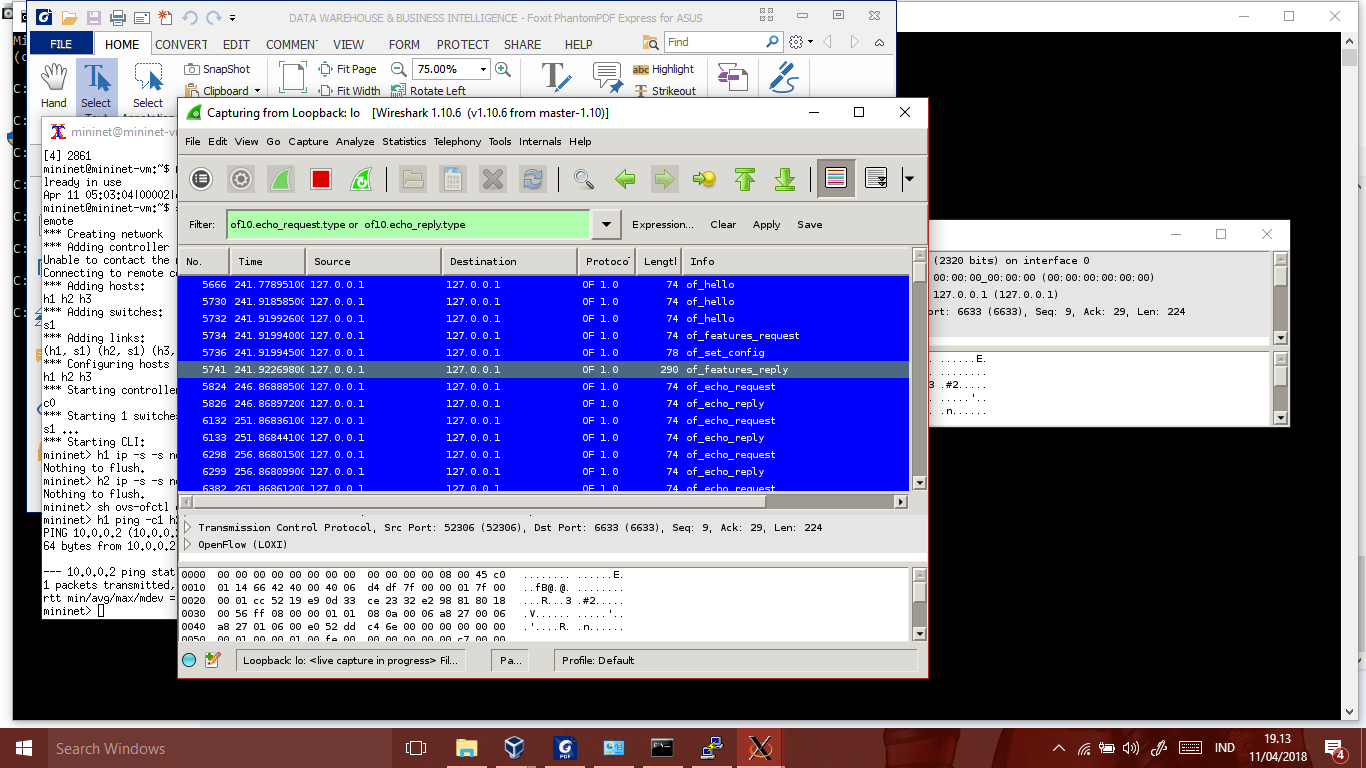 DATA WAREHOUSE & BUSINESS INTELLIGENCE - Foxit PhantomPDF Express for ASUS
FILE HOME CONVERT EDIT COMMEN VIEW FORM PROTECT SHARE HELP Find
SnapShot Fit Page 75.00% Highlight
Hand Select Select Clipboard Fit Width Rotate Left Strikeout
mininet@mininet-vm:
[4] 2861
mininet@mininet-vm:~$
lready in use
Apr 11 05:03:04|00002|
mininet@mininet-vm:~$
emote
*** Creating network
*** Adding controller
Unable to contact the
Connecting to remote
*** Adding hosts:
h1 h2 h3
*** Adding switches:
s1
*** Adding links:
(h1, s1) (h2, s1) (h3,
*** Configuring hosts
h1 h2 h3
*** Starting controller
c0
*** Starting 1 switches
s1 ...
*** Starting CLI:
mininet> h1 ip -s -s
Nothing to flush.
mininet> h2 ip -s -s
Nothing to flush.
mininet> sh ovs-ofctl
mininet> h1 ping -c1
PING 10.0.0.2 (10.0.0.
64 bytes from 10.0.0.2
--- 10.0.0.2 ping stat
1 packets transmitted,
rtt min/avg/max/mdev =
mininet>
Capturing from Loopback: lo [Wireshark 1.10.6 (v1.10.6 from master-1.10)]
File Edit View Go Capture Analyze Statistics Telephony Tools Internals Help
Filter: of10.echo_request.type or of10.echo_reply.type Expression... Clear Apply Save
No. Time Source Destination Protoco Lengtl Info
5666 241.77895100 127.0.0.1 127.0.0.1 OF 1.0 74 of_hello
5730 241.91858500 127.0.0.1 127.0.0.1 OF 1.0 74 of_hello
5732 241.91992600 127.0.0.1 127.0.0.1 OF 1.0 74 of_hello
5734 241.91994000 127.0.0.1 127.0.0.1 OF 1.0 74 of_features_request
5736 241.91994500 127.0.0.1 127.0.0.1 OF 1.0 78 of_set_config
5741 241.92269800 127.0.0.1 127.0.0.1 OF 1.0 290 of_features_reply
5824 246.86888500 127.0.0.1 127.0.0.1 OF 1.0 74 of_echo_request
5826 246.86897200 127.0.0.1 127.0.0.1 OF 1.0 74 of_echo_reply
6132 251.86836100 127.0.0.1 127.0.0.1 OF 1.0 74 of_echo_request
6133 251.86844100 127.0.0.1 127.0.0.1 OF 1.0 74 of_echo_reply
6298 256.86801500 127.0.0.1 127.0.0.1 OF 1.0 74 of_echo_request
6299 256.86809900 127.0.0.1 127.0.0.1 OF 1.0 74 of_echo_reply
6382 261.86861200 127.0.0.1 127.0.0.1 OF 1.0 74 of_echo_request
Transmission Control Protocol, Src Port: 52306 (52306), Dst Port: 6633 (6633), Seq: 9, Ack: 29, Len: 224
OpenFlow (LOXI)
0000 00 00 00 00 00 00 00 00 00 00 00 00 08 00 45 c0 ........ ......E.
0010 01 14 66 42 40 00 40 06 d4 df 7f 00 00 01 7f 00 ..fB@.@. ........
0020 00 01 cc 52 19 e9 0d 33 ce 23 32 e2 98 81 80 18 ...R...3 .#2.....
0030 00 56 ff 08 00 00 01 01 08 0a 00 06 a8 27 00 06 .V...... .....'..
0040 a8 27 01 06 00 e0 52 dd c4 6e 00 00 00 00 00 00 .'....R. .n......
0050 00 01 00 00 01 00 fe 00 00 00 00 00 00 c7 00 00
Loopback: lo: <live capture in progress> Fil... Pa... Profile: Default
(2320 bits) on interface 0
00:00:00_00:00:00 (00:00:00:00:00:00)
127.0.0.1 (127.0.0.1)
ort: 6633 (6633), Seq: 9, Ack: 29, Len: 224
......E.
........
3 .#2.....
.....'..
.n......
Search Windows IND 19.13
11/04/2018 4